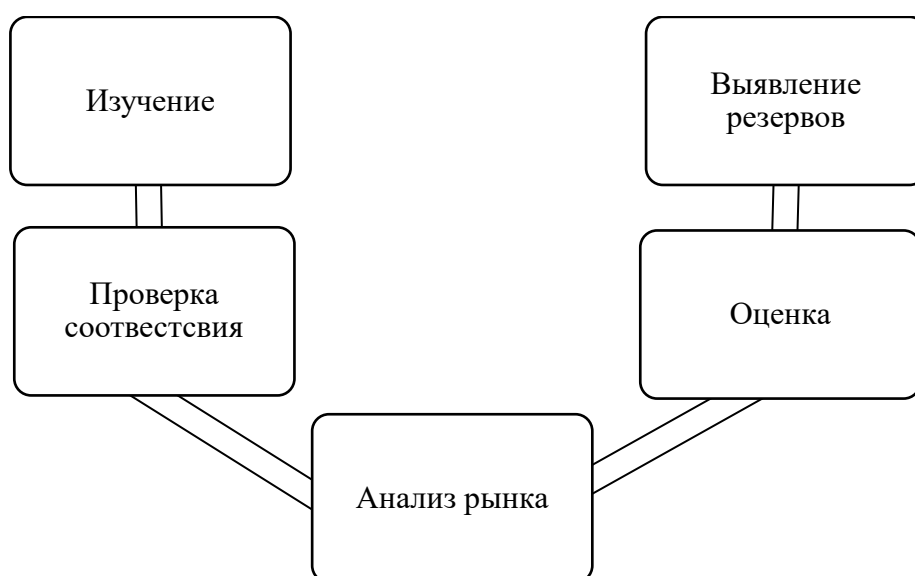 Изучение
Проверка
соотвестсвия
Анализ рынка
Оценка
Выявление
резервов